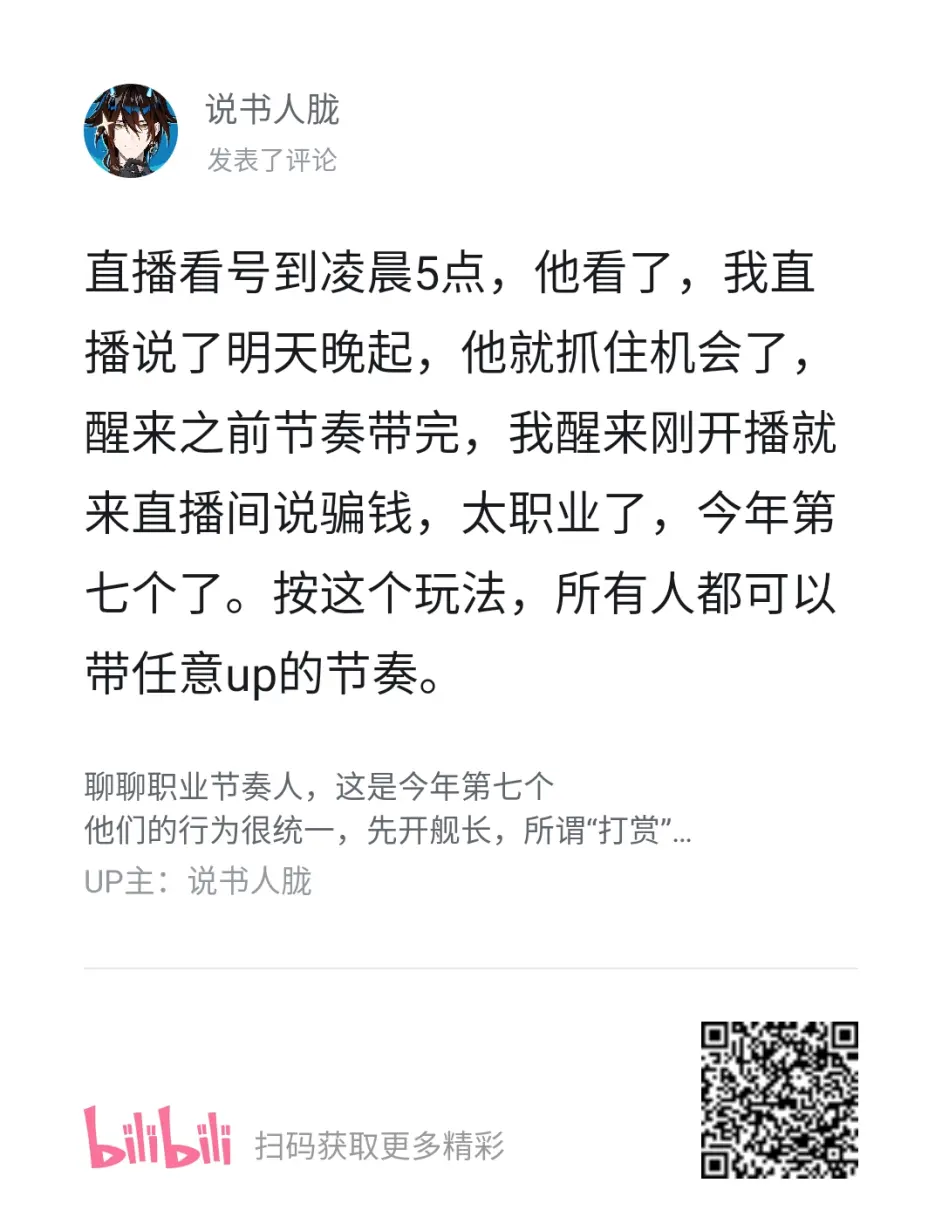 说书人胧
发表了评论
直播看号到凌晨5点，他看了，我直
播说了明天晚起，他就抓住机会了，
醒来之前节奏带完，我醒来刚开播就
来直播间说骗钱，太职业了，今年第
七个了。按这个玩法，所有人都可以
带任意up的节奏。
聊聊职业节奏人，这是今年第七个
他们的行为很统一，先开舰长，所谓“打赏”...
UP主：说书人胧
bilibili 扫码获取更多精彩